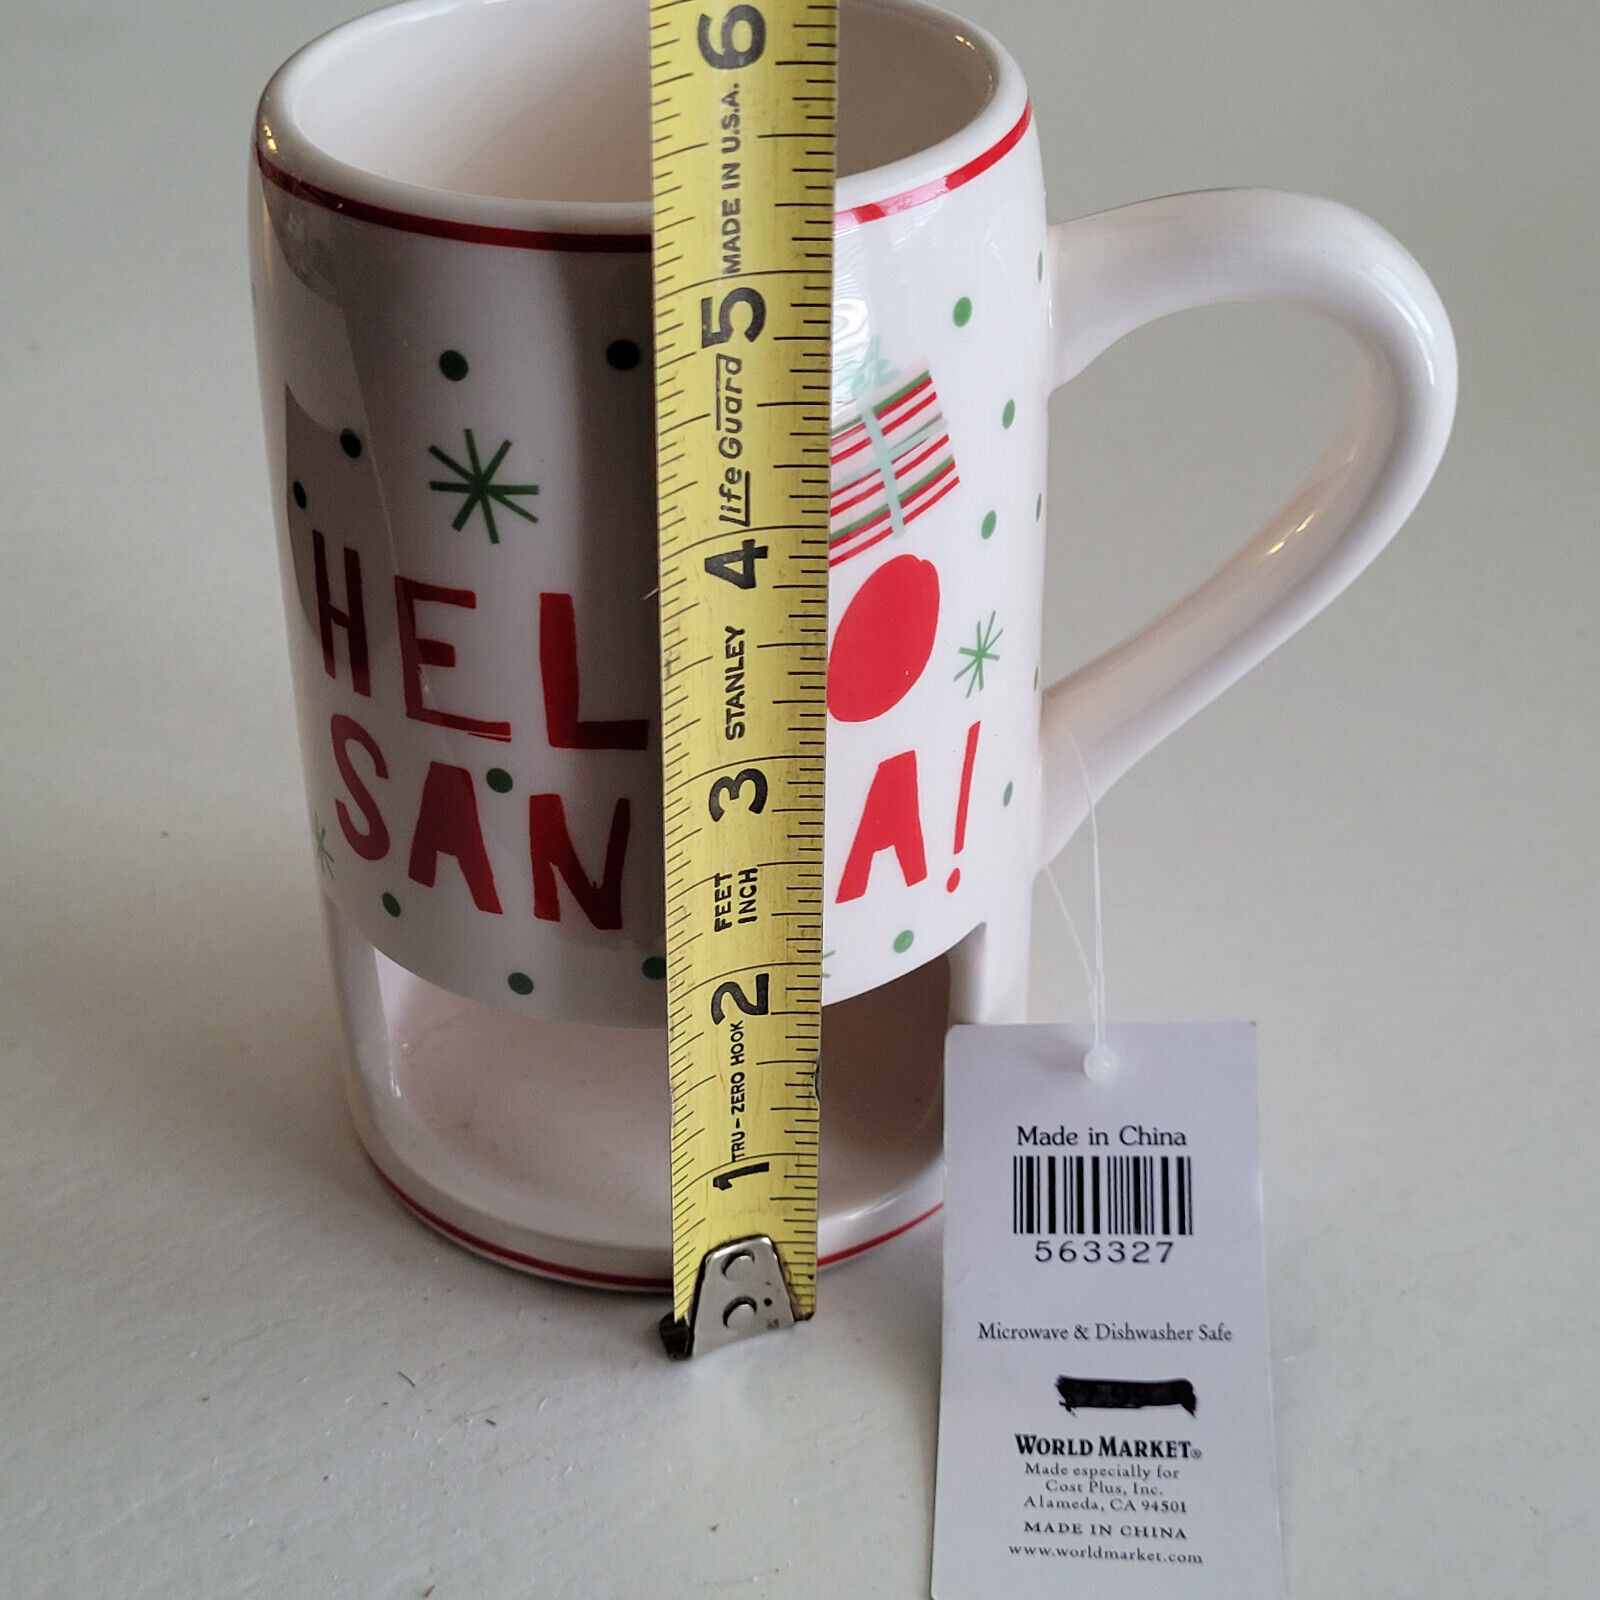 6
MADE IN U.S.A.
5
Life Guard
4
STANLEY
3
FEET
INCH
2
TRU-ZERO HOOK
1
HEL O
SAN A!
Made in China
563327
Microwave & Dishwasher Safe
WORLD MARKET®
Made especially for
Cost Plus, Inc.
Alameda, CA 94501
MADE IN CHINA
www.worldmarket.com